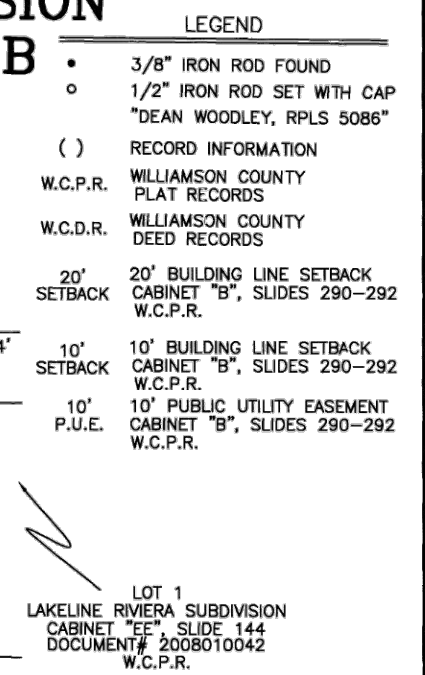 SION
B
LEGEND
• 3/8" IRON ROD FOUND
o 1/2" IRON ROD SET WITH CAP
"DEAN WOODLEY, RPLS 5086"
( ) RECORD INFORMATION
W.C.P.R. WILLIAMSON COUNTY
PLAT RECORDS
W.C.D.R. WILLIAMSON COUNTY
DEED RECORDS
20' 20' BUILDING LINE SETBACK
SETBACK CABINET "B", SLIDES 290-292
W.C.P.R.
4'
10' 10' BUILDING LINE SETBACK
SETBACK CABINET "B", SLIDES 290-292
W.C.P.R.
10' 10' PUBLIC UTILITY EASEMENT
P.U.E. CABINET "B", SLIDES 290-292
W.C.P.R.
LOT 1
LAKELINE RIVIERA SUBDIVISION
CABINET "EE", SLIDE 144
DOCUMENT# 2008010042
W.C.P.R.